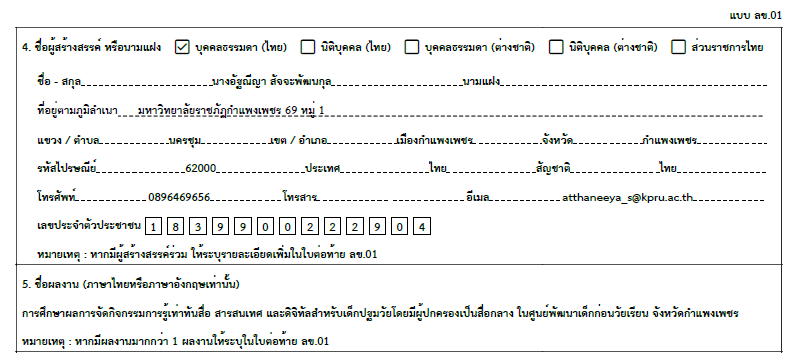 แบบ ลข.01
4. ชื่อผู้สร้างสรรค์ หรือนามแฝง ☑ บุคคลธรรมดา (ไทย) ☐ นิติบุคคล (ไทย) ☐ บุคคลธรรมดา (ต่างชาติ) ☐ นิติบุคคล (ต่างชาติ) ☐ ส่วนราชการไทย
ชื่อ - สกุล นางอัฐณียา สัจจะพัฒนกุล นามแฝง
ที่อยู่ตามภูมิลำเนา มหาวิทยาลัยราชภัฏกำแพงเพชร 69 หมู่ 1
แขวง / ตำบล นครชุม เขต / อำเภอ เมืองกำแพงเพชร จังหวัด กำแพงเพชร
รหัสไปรษณีย์ 62000 ประเทศ ไทย สัญชาติ ไทย
โทรศัพท์ 0896469656 โทรสาร อีเมล atthaneeya_s@kpru.ac.th
เลขประจำตัวประชาชน 1 8 3 9 9 0 0 2 2 2 9 0 4
หมายเหตุ : หากมีผู้สร้างสรรค์ร่วม ให้ระบุรายละเอียดเพิ่มในใบต่อท้าย ลข.01
5. ชื่อผลงาน (ภาษาไทยหรือภาษาอังกฤษเท่านั้น)
การศึกษาผลการจัดกิจกรรมการรู้เท่าทันสื่อ สารสนเทศ และดิจิทัลสำหรับเด็กปฐมวัยโดยมีผู้ปกครองเป็นสื่อกลาง ในศูนย์พัฒนาเด็กก่อนวัยเรียน จังหวัดกำแพงเพชร
หมายเหตุ : หากมีผลงานมากกว่า 1 ผลงานให้ระบุในใบต่อท้าย ลข.01